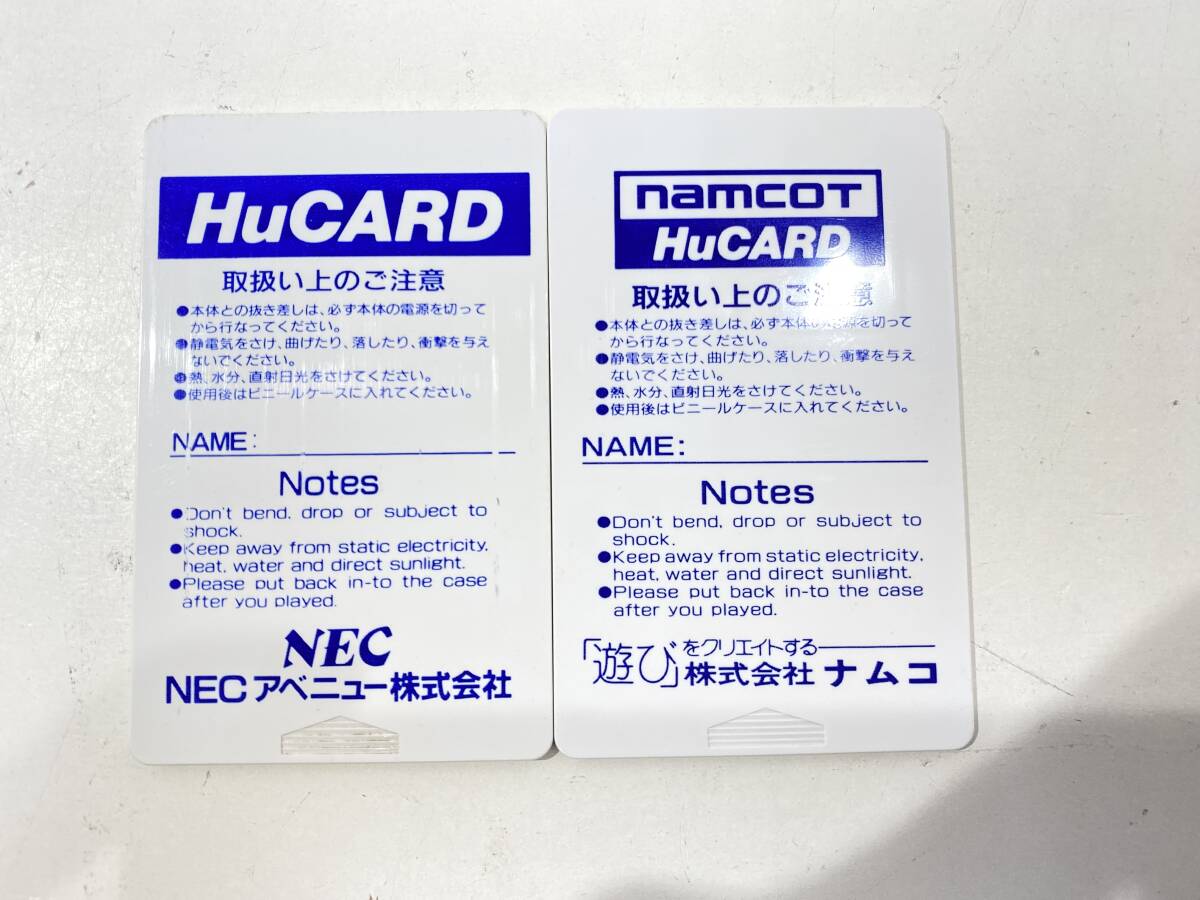 HuCARD
取扱い上のご注意
●本体との抜き差しは、必ず本体の電源を切って
から行なってください。
●静電気をさけ、曲げたり、落したり、衝撃を与え
ないでください。
●熱、水分、直射日光をさけてください。
●使用後はビニールケースに入れてください。
NAME:
Notes
●Don't bend, drop or subject to
shock.
●Keep away from static electricity,
heat, water and direct sunlight.
●Please put back in-to the case
after you played.
NEC
NECアベニュー株式会社
namcot
HuCARD
取扱い上のご注意
●本体との抜き差しは、必ず本体の電源を切って
から行なってください。
●静電気をさけ、曲げたり、落したり、衝撃を与え
ないでください。
●熱、水分、直射日光をさけてください。
●使用後はビニールケースに入れてください。
NAME:
Notes
●Don't bend, drop or subject to
shock.
●Keep away from static electricity,
heat, water and direct sunlight.
●Please put back in-to the case
after you played.
「遊び」をクリエイトする
株式会社ナムコ